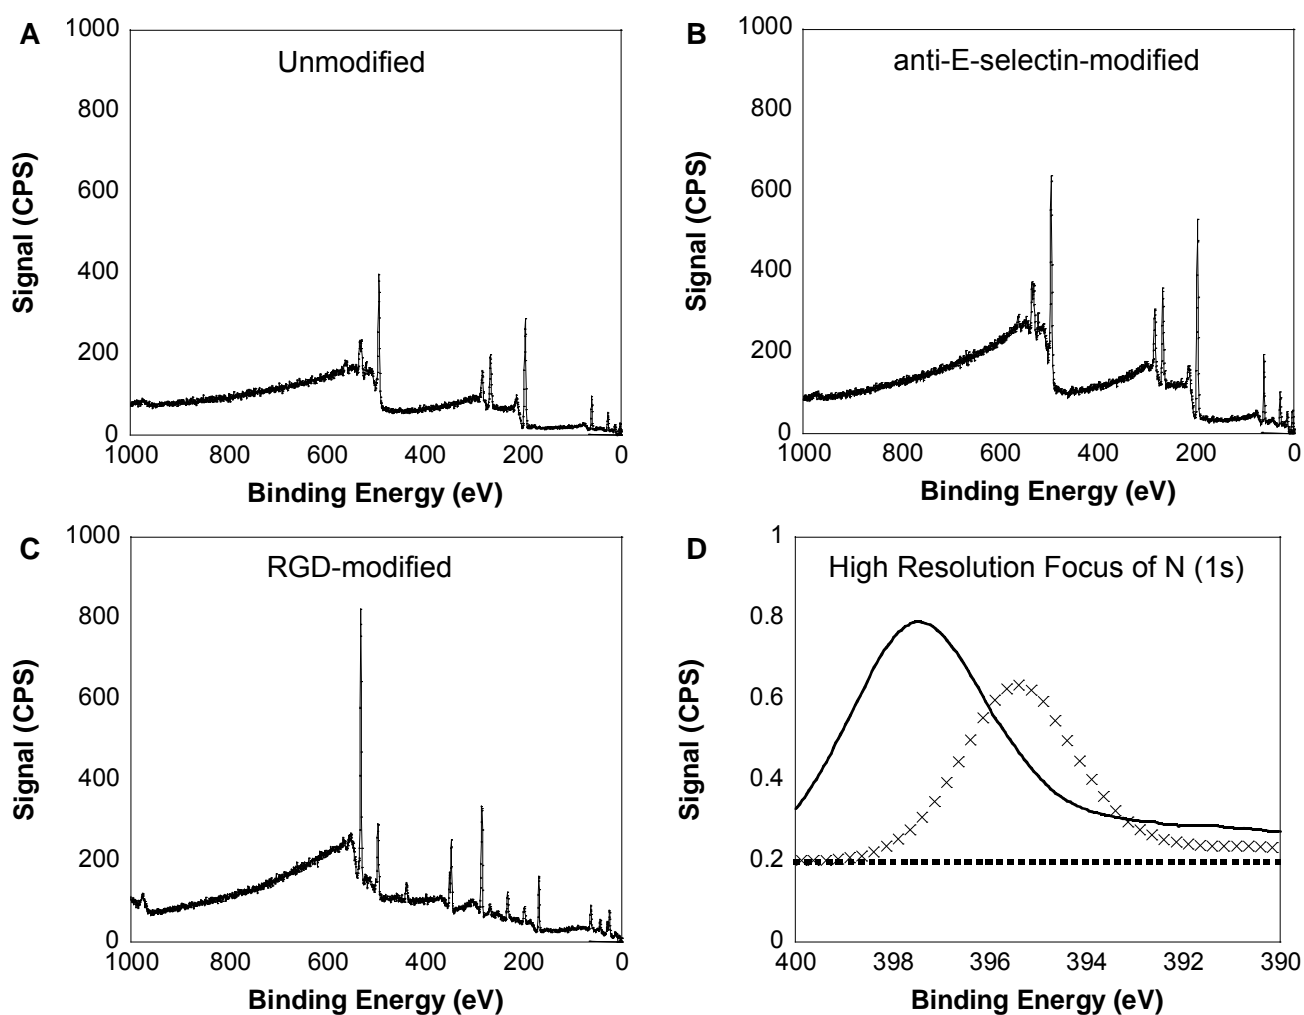 A
Unmodified
1000
800
600
400
200
0
Signal (CPS)
1000 800 600 400 200 0
Binding Energy (eV)
B
anti-E-selectin-modified
1000
800
600
400
200
0
Signal (CPS)
1000 800 600 400 200 0
Binding Energy (eV)
C
RGD-modified
1000
800
600
400
200
0
Signal (CPS)
1000 800 600 400 200 0
Binding Energy (eV)
D
High Resolution Focus of N (1s)
1
0.8
0.6
0.4
0.2
0
Signal (CPS)
400 398 396 394 392 390
Binding Energy (eV)